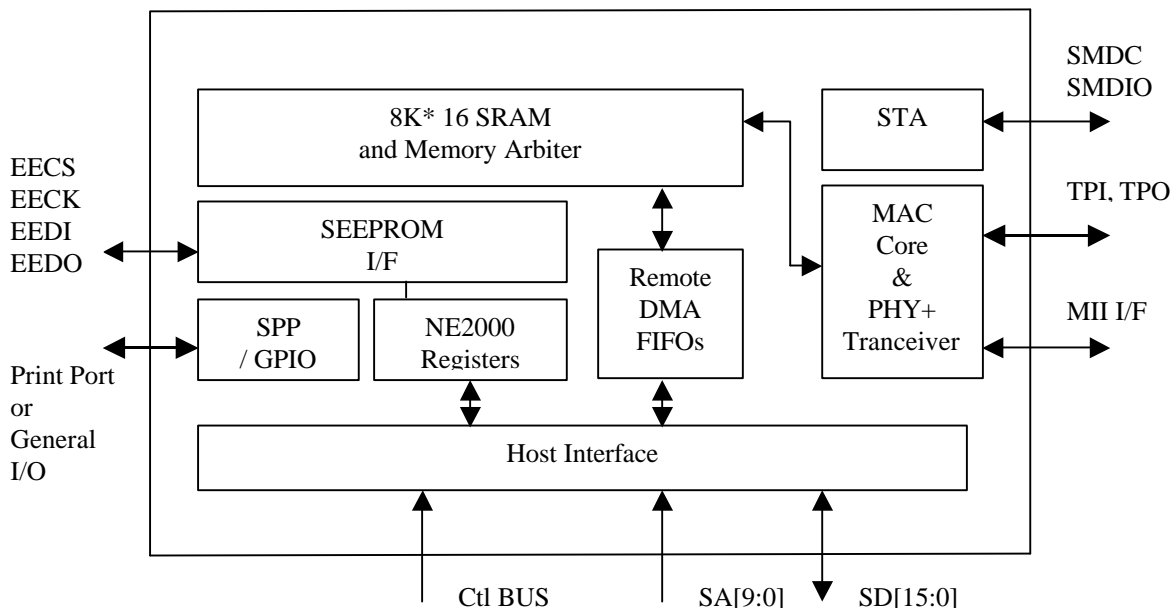 SMDC
SMDIO
8K* 16 SRAM
and Memory Arbiter
STA
EECS
EECK
EEDI
EEDO
SEEPROM
I/F
Remote
DMA
FIFOs
MAC
Core
&
PHY+
Tranceiver
TPI, TPO
MII I/F
SPP
/ GPIO
NE2000
Registers
Print Port
or
General
I/O
Host Interface
Ctl BUS
SA[9:0]
SD[15:0]